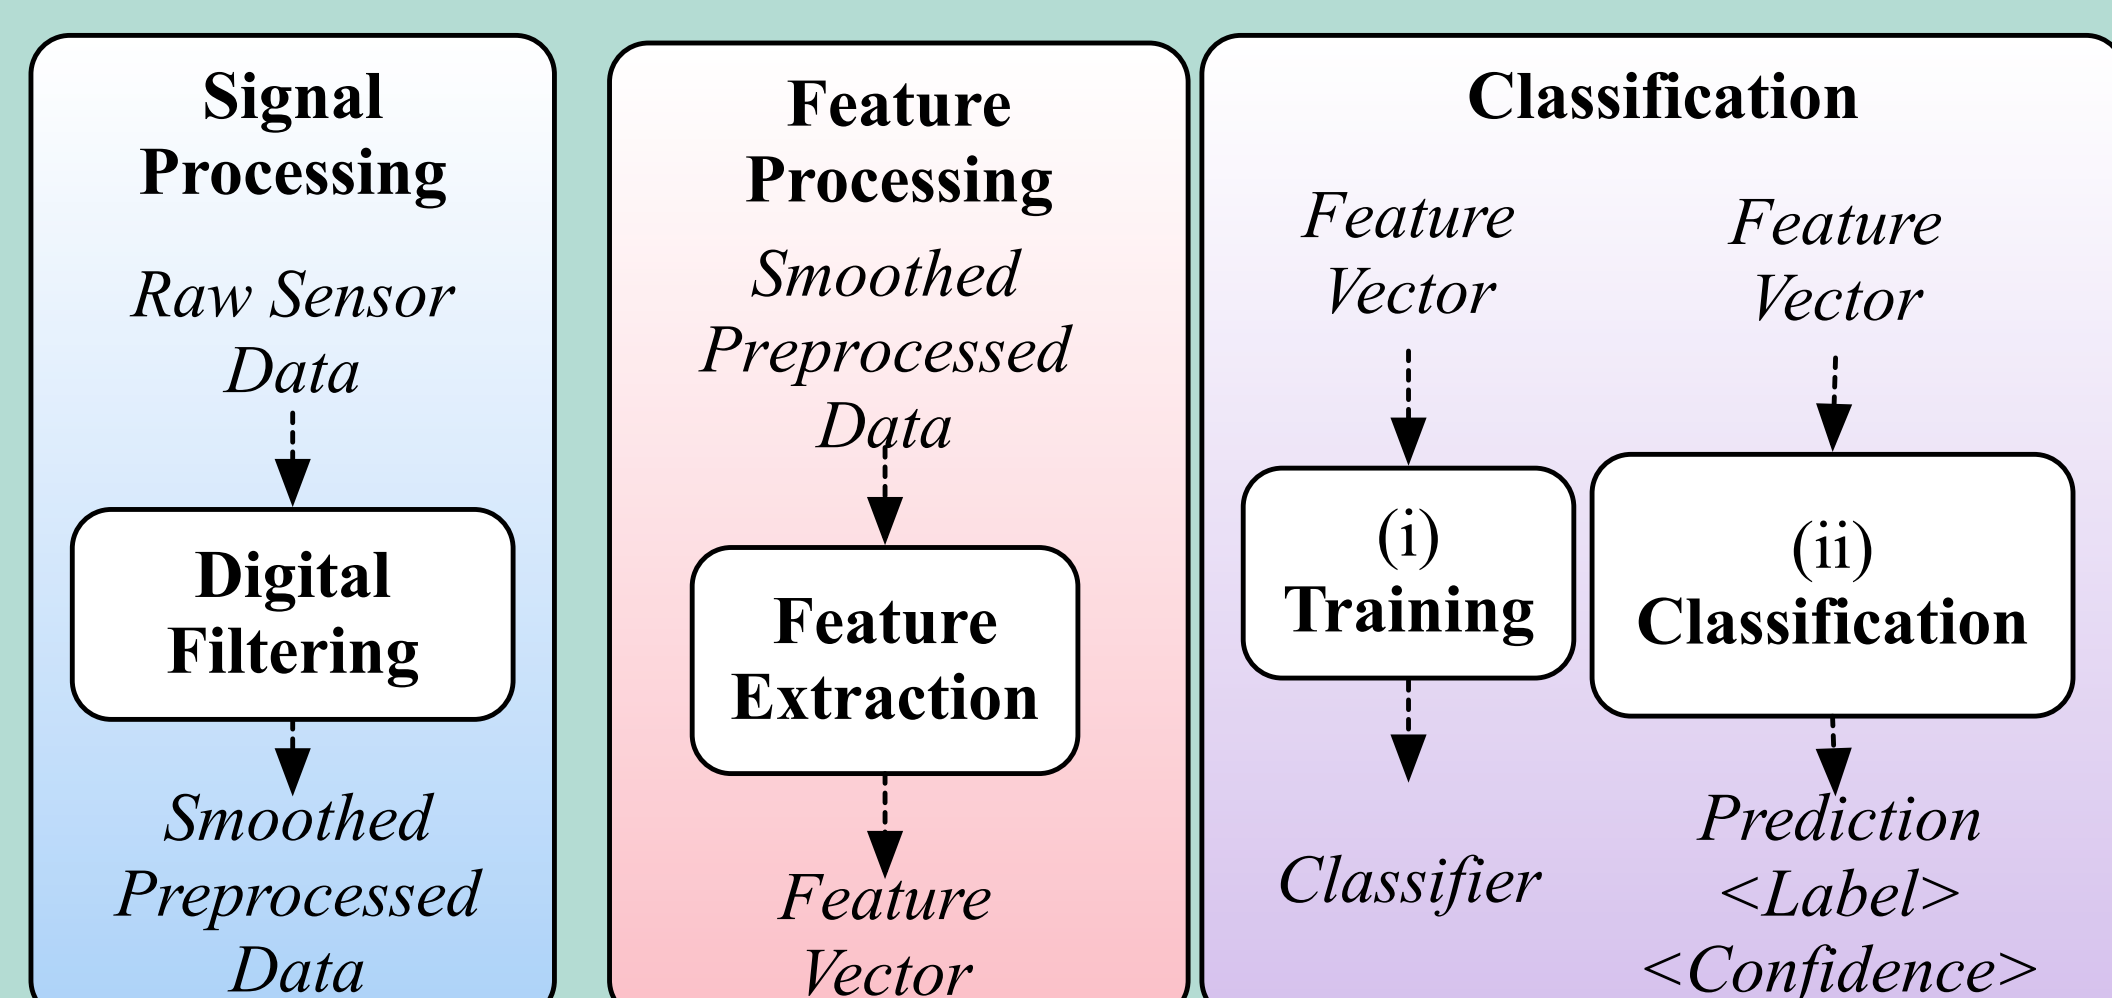 Signal
Processing
Raw Sensor
Data
Digital
Filtering
Smoothed
Preprocessed
Data
Feature
Processing
Smoothed
Preprocessed
Data
Feature
Extraction
Feature
Vector
Classification
Feature
Vector
(i)
Training
Classifier
Feature
Vector
(ii)
Classification
Prediction
<Label>
<Confidence>